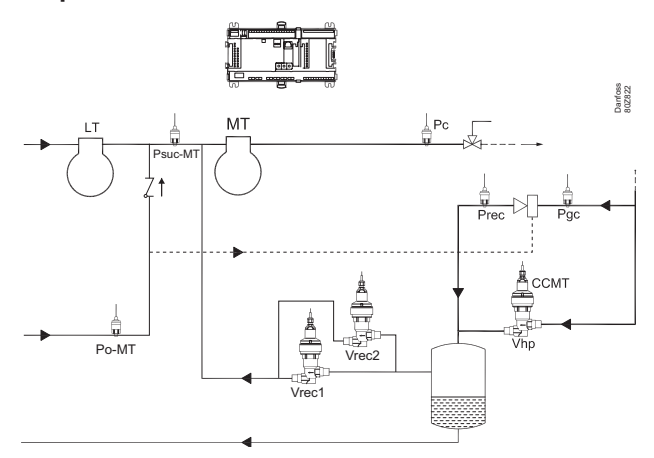 Danfoss
80Z822
LT
Psuc-MT
MT
Pc
Prec
Pgc
CCMT
Vhp
Po-MT
Vrec2
Vrec1